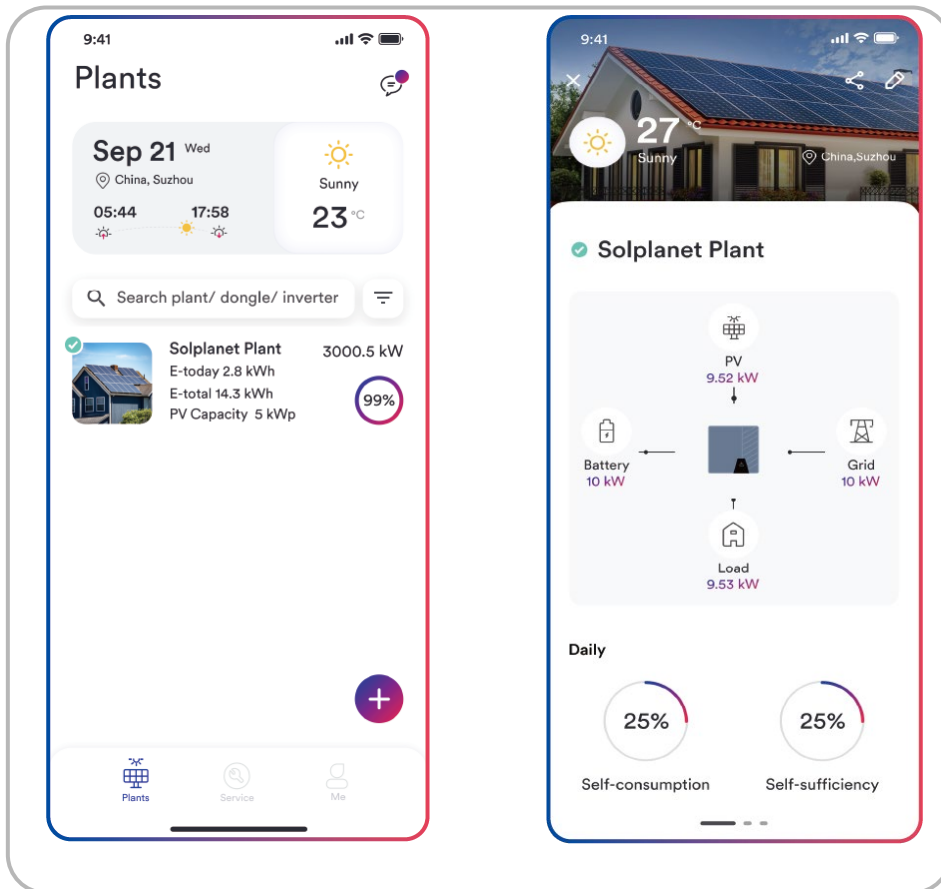 9:41
Plants
Sep 21 Wed
China, Suzhou
05:44 17:58
Sunny
23 °C
Search plant/ dongle/ inverter
Solplanet Plant
3000.5 kW
E-today 2.8 kWh
E-total 14.3 kWh
PV Capacity 5 kWp
99%
Plants
Service
Me
9:41
27 °C
Sunny
China,Suzhou
Solplanet Plant
PV
9.52 kW
Battery
10 kW
Grid
10 kW
Load
9.53 kW
Daily
25%
25%
Self-consumption
Self-sufficiency